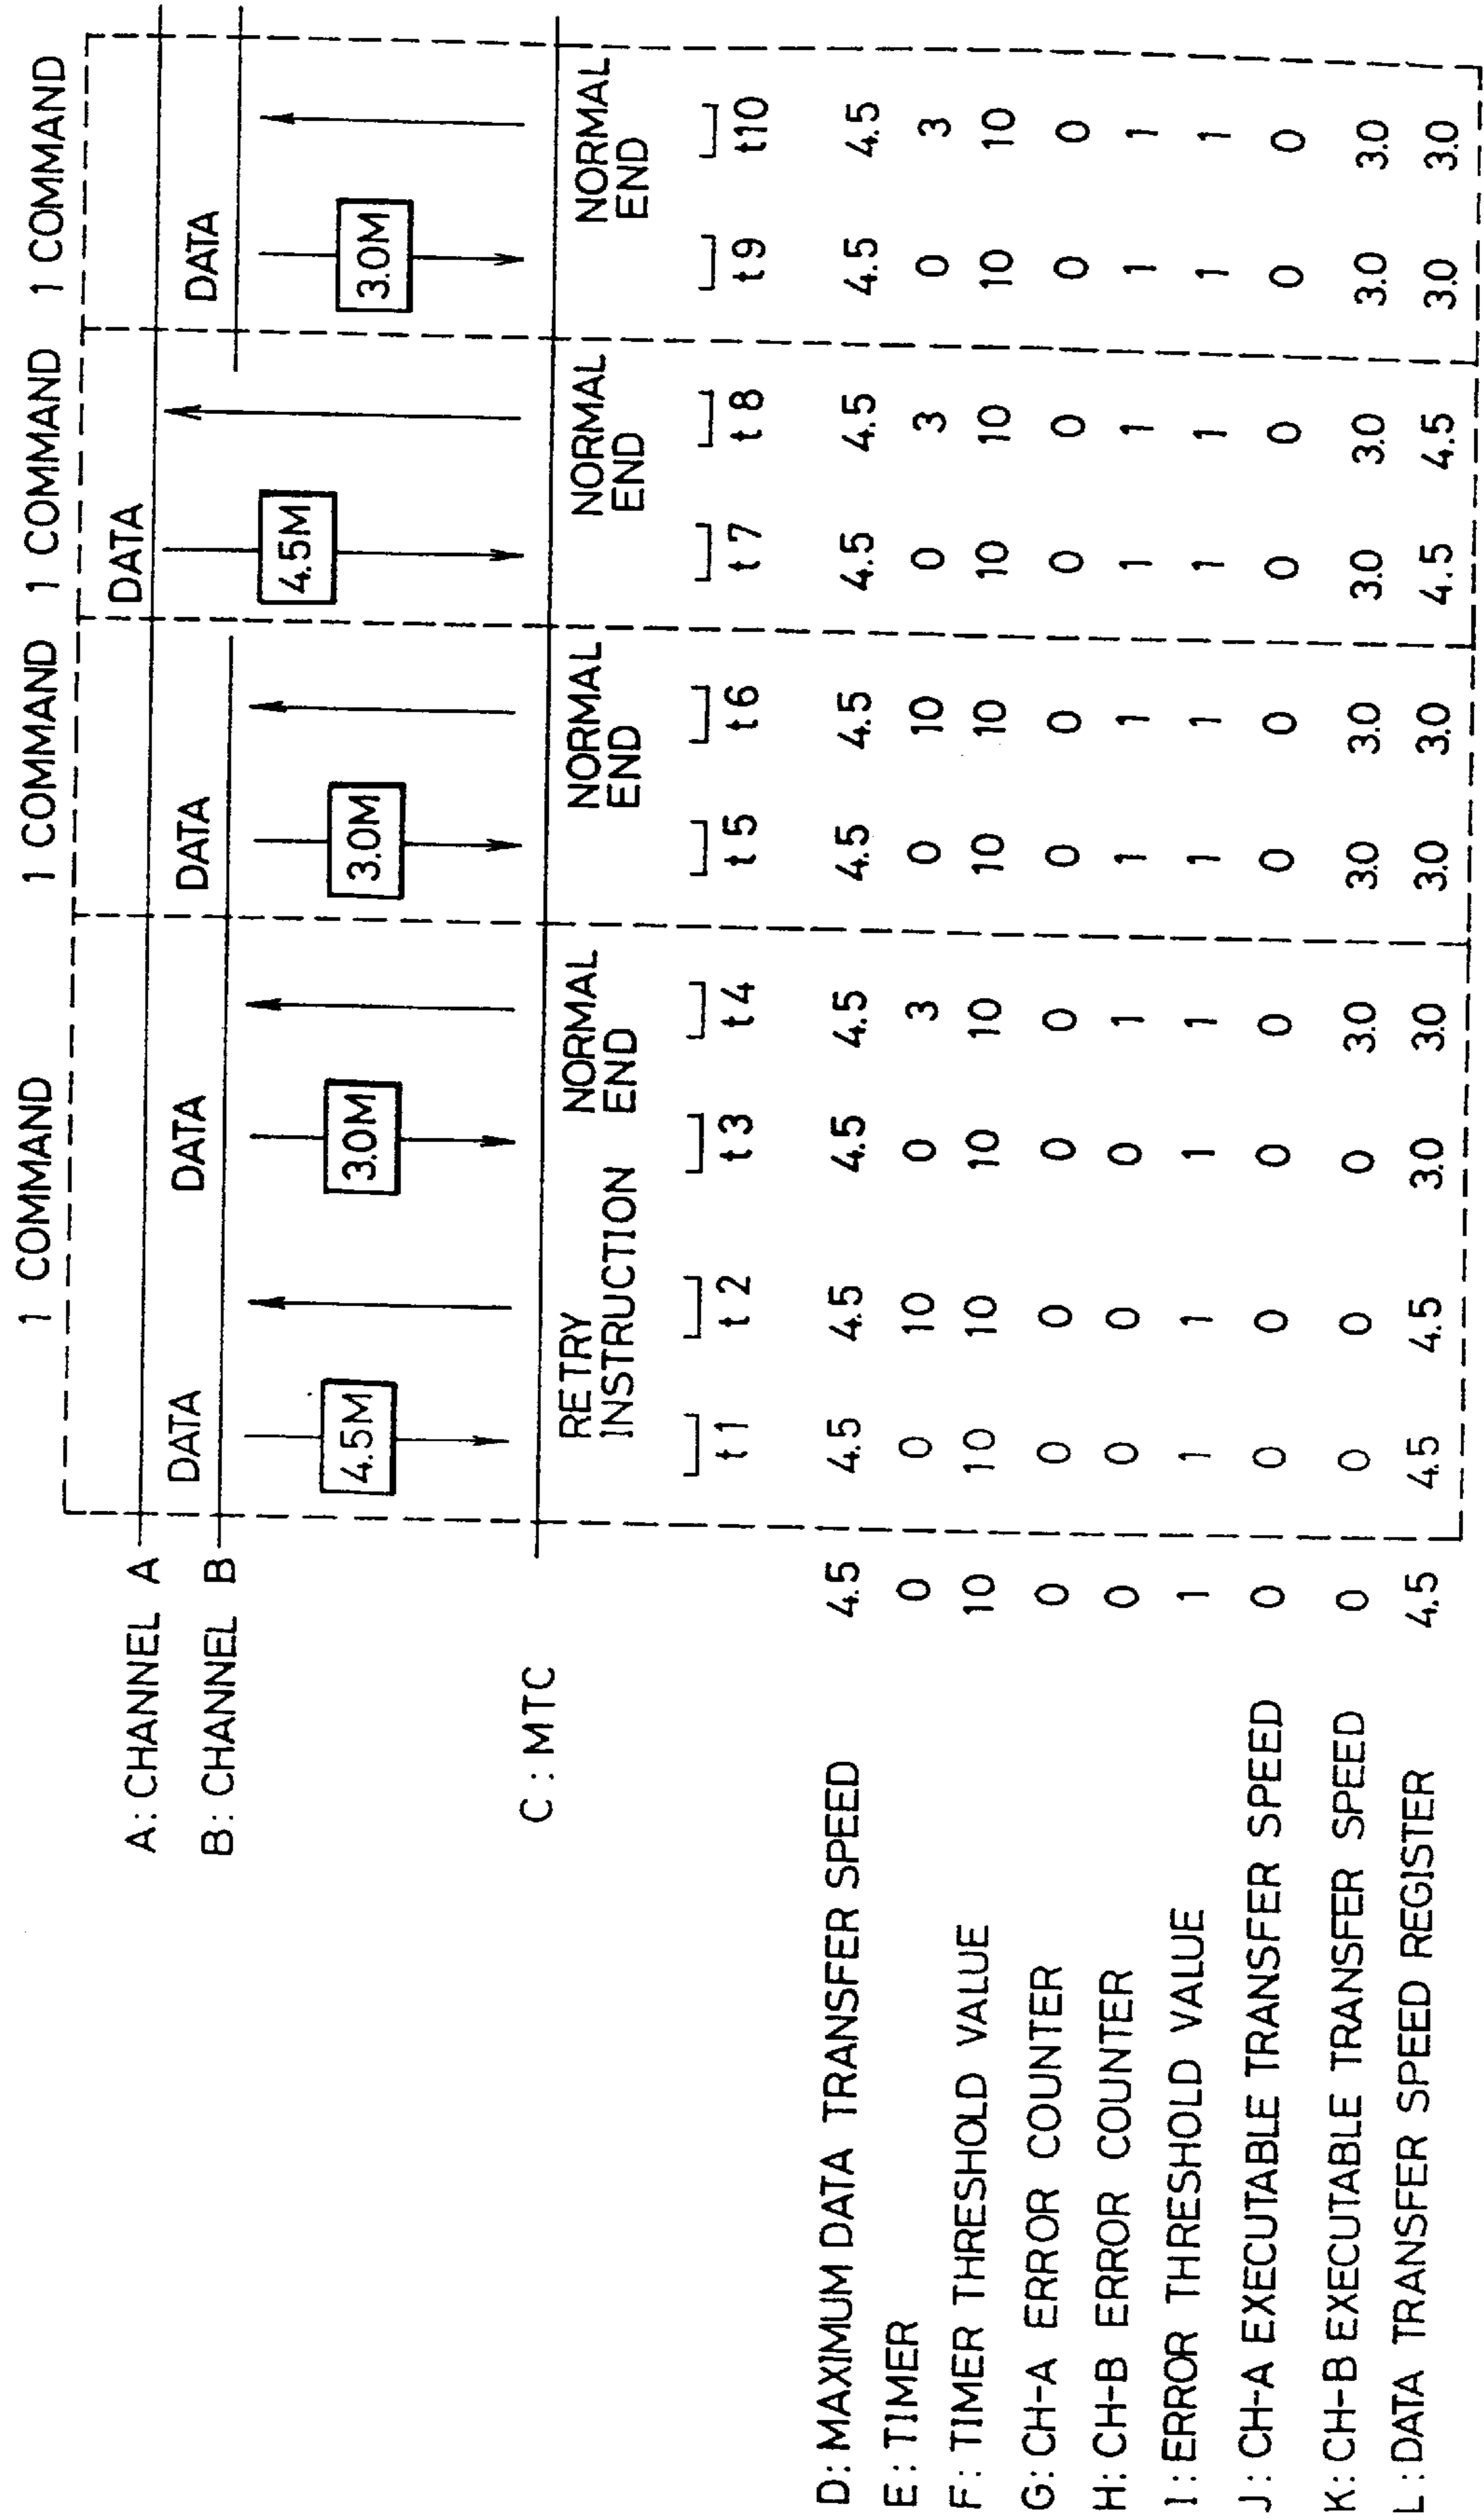 1 COMMAND 1 COMMAND 1 COMMAND 1 COMMAND
A: CHANNEL A DATA
B: CHANNEL B DATA DATA DATA DATA
4.5M 3.0M 3.0M 4.5M 3.0M
C: MTC
RETRY INSTRUCTION NORMAL END NORMAL END NORMAL END NORMAL END
t1 t2 t3 t4 t5 t6 t7 t8 t9 t10
D: MAXIMUM DATA TRANSFER SPEED 4.5 4.5 4.5 4.5 4.5 4.5 4.5 4.5 4.5 4.5 4.5
E: TIMER 0 0 10 0 3 0 10 0 3 0 3
F: TIMER THRESHOLD VALUE 10 10 10 10 10 10 10 10 10 10 10
G: CH-A ERROR COUNTER 0 0 0 0 0 0 0 0 0 0 0
H: CH-B ERROR COUNTER 0 0 0 0 1 1 1 1 1 1 1
I: ERROR THRESHOLD VALUE 1 1 1 1 1 1 1 1 1 1 1
J: CH-A EXECUTABLE TRANSFER SPEED 0 0 0 0 0 0 0 0 0 0 0
K: CH-B EXECUTABLE TRANSFER SPEED 0 0 0 0 3.0 3.0 3.0 3.0 3.0 3.0 3.0
L: DATA TRANSFER SPEED REGISTER 4.5 4.5 4.5 3.0 3.0 3.0 3.0 4.5 4.5 3.0 3.0